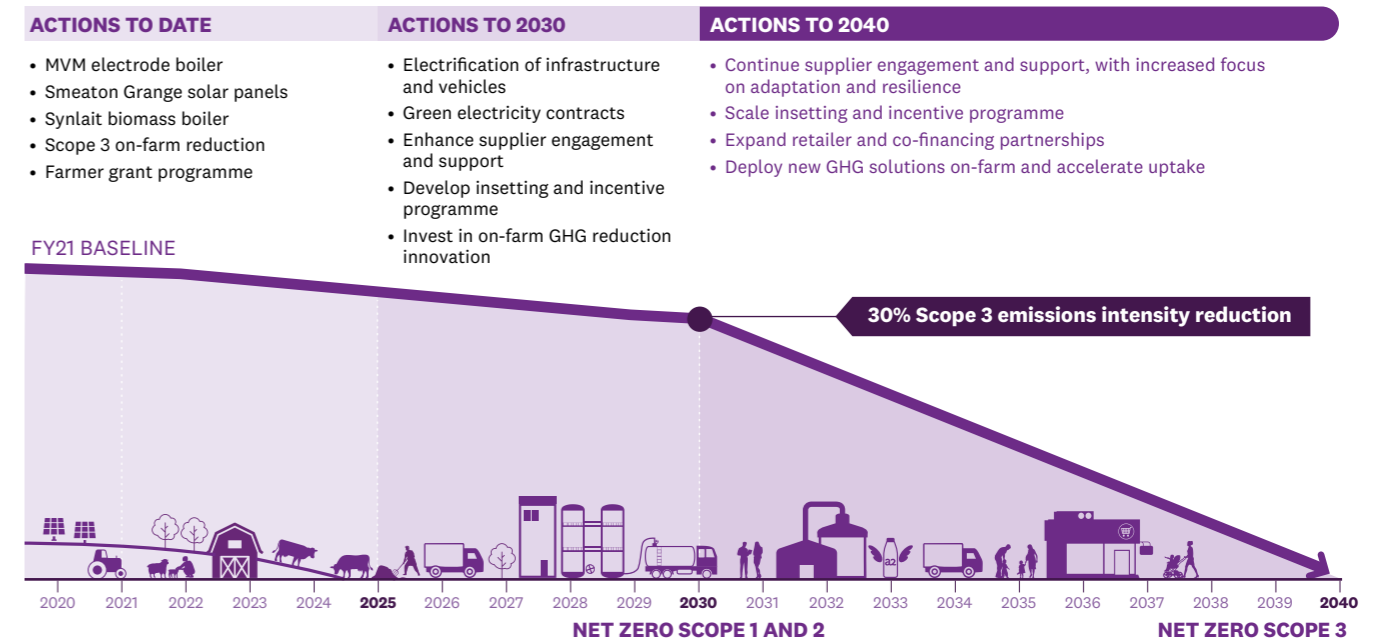 ACTIONS TO DATE
• MVM electrode boiler
• Smeaton Grange solar panels
• Synlait biomass boiler
• Scope 3 on-farm reduction
• Farmer grant programme
ACTIONS TO 2030
• Electrification of infrastructure
and vehicles
• Green electricity contracts
• Enhance supplier engagement
and support
• Develop insetting and incentive
programme
• Invest in on-farm GHG reduction
innovation
ACTIONS TO 2040
• Continue supplier engagement and support, with increased focus
on adaptation and resilience
• Scale insetting and incentive programme
• Expand retailer and co-financing partnerships
• Deploy new GHG solutions on-farm and accelerate uptake
FY21 BASELINE
30% Scope 3 emissions intensity reduction
a2
2020 2021 2022 2023 2024 2025 2026 2027 2028 2029 2030 2031 2032 2033 2034 2035 2036 2037 2038 2039 2040
NET ZERO SCOPE 1 AND 2 NET ZERO SCOPE 3